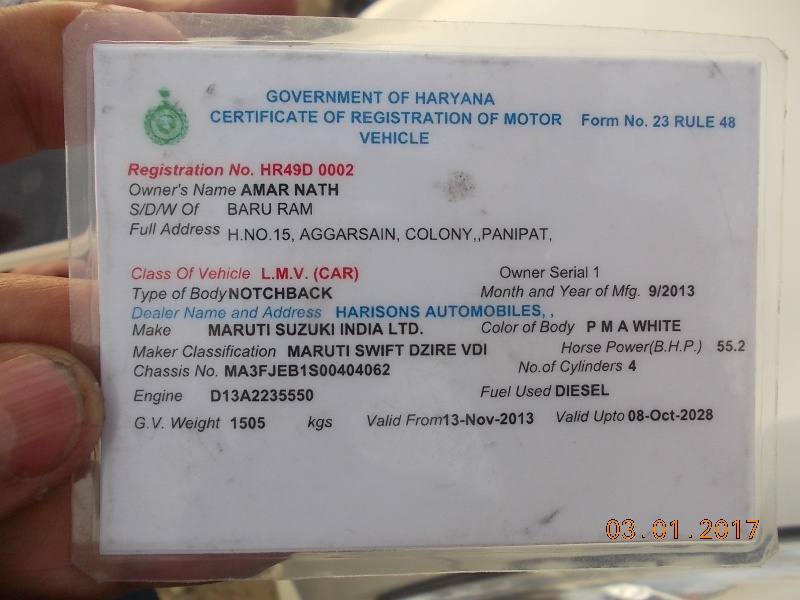 GOVERNMENT OF HARYANA
CERTIFICATE OF REGISTRATION OF MOTOR Form No. 23 RULE 48
VEHICLE
Registration No. HR49D 0002
Owner's Name AMAR NATH
S/D/W Of BARU RAM
Full Address H.NO.15, AGGARSAIN, COLONY,,PANIPAT,
Class Of Vehicle L.M.V. (CAR) Owner Serial 1
Type of Body NOTCHBACK Month and Year of Mfg. 9/2013
Dealer Name and Address HARISONS AUTOMOBILES, ,
Make MARUTI SUZUKI INDIA LTD. Color of Body P M A WHITE
Maker Classification MARUTI SWIFT DZIRE VDI Horse Power(B.H.P.) 55.2
Chassis No. MA3FJEB1S00404062 No.of Cylinders 4
Engine D13A2235550 Fuel Used DIESEL
G.V. Weight 1505 kgs Valid From 13-Nov-2013 Valid Upto 08-Oct-2028
03.01.2017